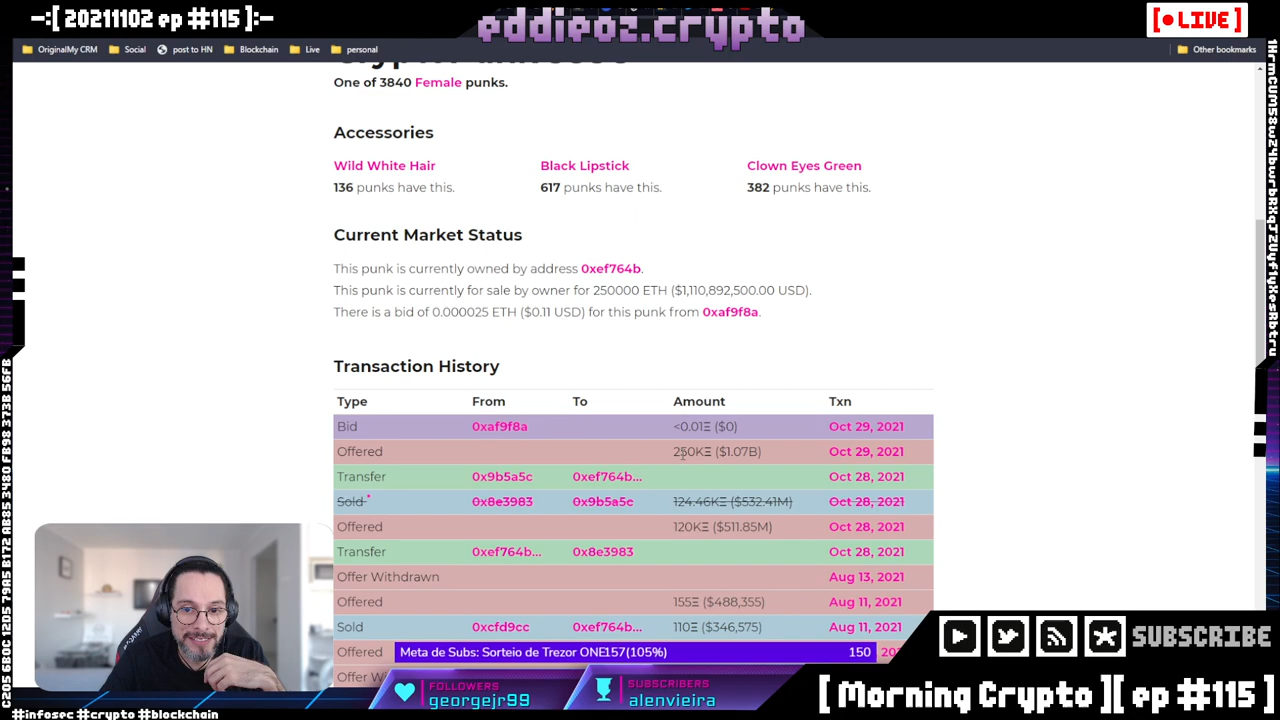 -:[ 20211102 ep #115 ]:-
eddieoz.crypto
[ LIVE ]
OriginalMy CRM Social post to HN Blockchain Live personal Other bookmarks
One of 3840 Female punks.
Accessories
Wild White Hair Black Lipstick Clown Eyes Green
136 punks have this. 617 punks have this. 382 punks have this.
Current Market Status
This punk is currently owned by address 0xef764b.
This punk is currently for sale by owner for 250000 ETH ($1,110,892,500.00 USD).
There is a bid of 0.000025 ETH ($0.11 USD) for this punk from 0xaf9f8a.
Transaction History
Type From To Amount Txn
Bid 0xaf9f8a <0.01Ξ ($0) Oct 29, 2021
Offered 250KΞ ($1.07B) Oct 29, 2021
Transfer 0x9b5a5c 0xef764b... Oct 28, 2021
Sold * 0x8e3983 0x9b5a5c 124.46KΞ ($532.41M) Oct 28, 2021
Offered 120KΞ ($511.85M) Oct 28, 2021
Transfer 0xef764b... 0x8e3983 Oct 28, 2021
Offer Withdrawn Aug 13, 2021
Offered 155Ξ ($488,355) Aug 11, 2021
Sold 0xcfd9cc 0xef764b... 110Ξ ($346,575) Aug 11, 2021
Offered
Meta de Subs: Sorteio de Trezor ONE157(105%) 150
Offer
SUBSCRIBE
FOLLOWERS
georgejr99
SUBSCRIBERS
alenvieira
[ Morning Crypto ][ ep #115 ]
#infosec #crypto #blockchain